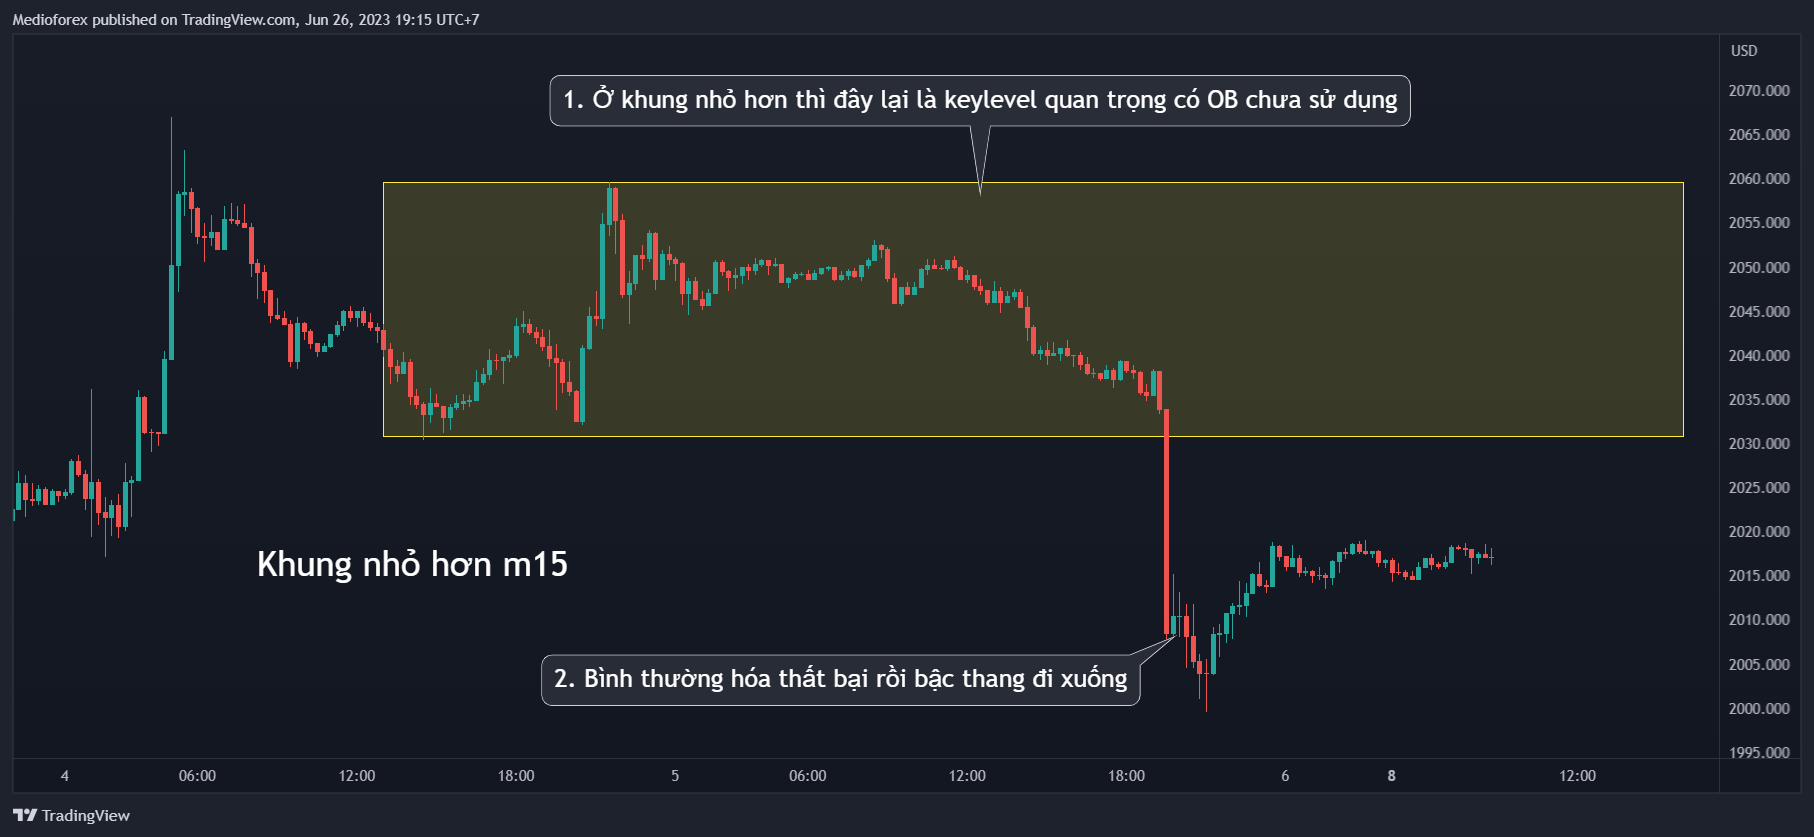 Medioforex published on TradingView.com, Jun 26, 2023 19:15 UTC+7
USD
1. Ở khung nhỏ hơn thì đây lại là keylevel quan trọng có OB chưa sử dụng
2070.000
2065.000
2060.000
2055.000
2050.000
2045.000
2040.000
2035.000
2030.000
2025.000
2020.000
2015.000
2010.000
2005.000
2000.000
1995.000
Khung nhỏ hơn m15
2. Bình thường hóa thất bại rồi bậc thang đi xuống
4 06:00 12:00 18:00 5 06:00 12:00 18:00 6 8 12:00
TradingView